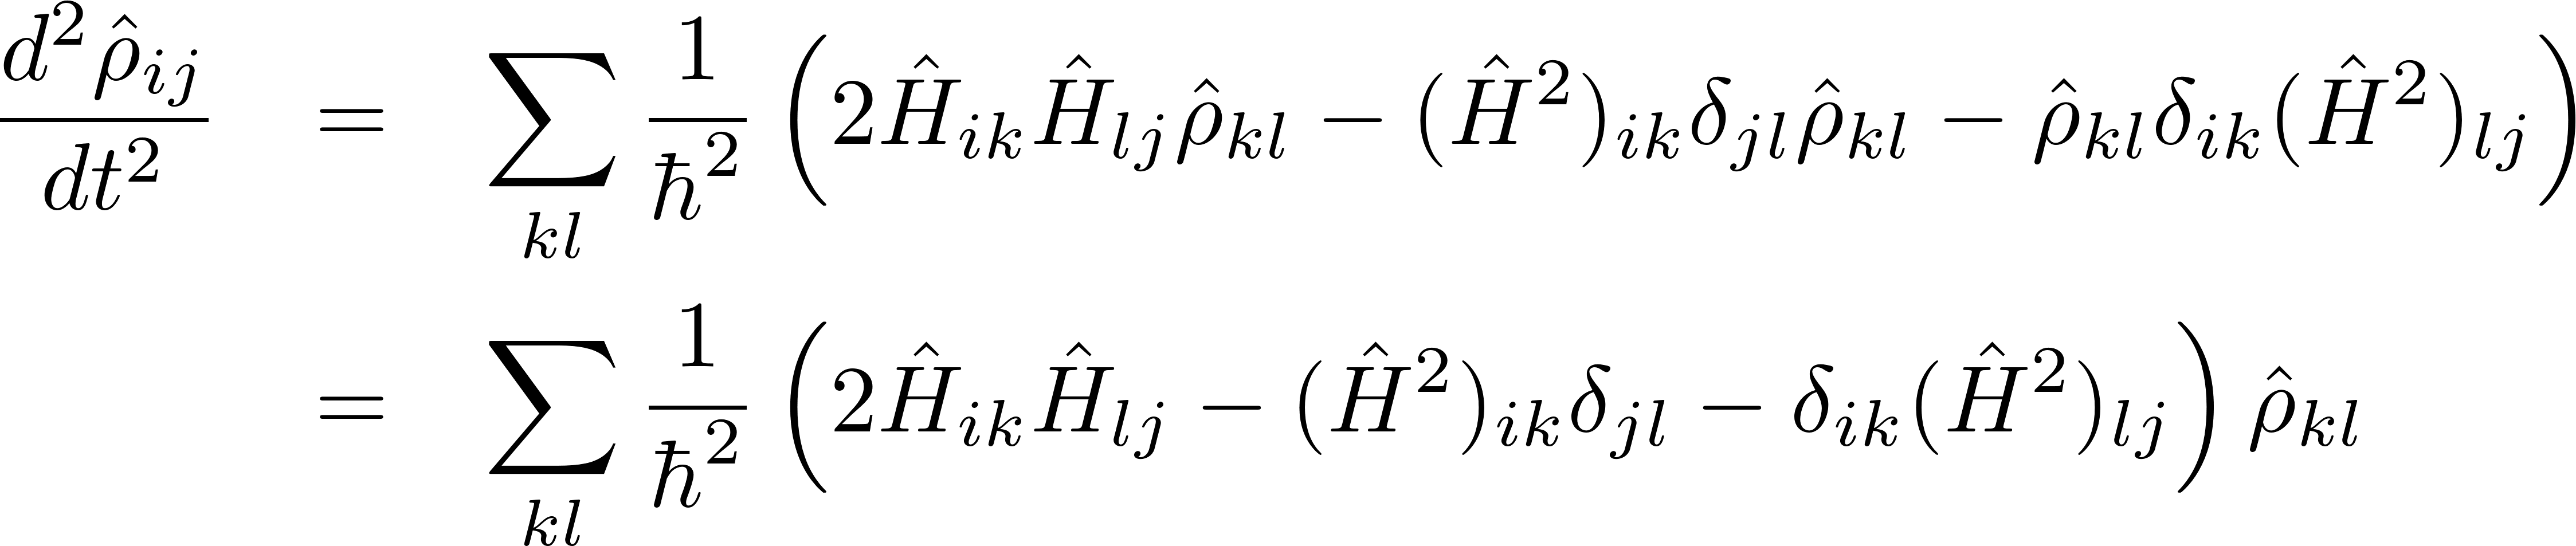 \frac{d^2\hat{\rho}_{ij}}{dt^2} = \sum_{kl} \frac{1}{\hbar^2} \left( 2\hat{H}_{ik}\hat{H}_{lj}\hat{\rho}_{kl} - (\hat{H}^2)_{ik}\delta_{jl}\hat{\rho}_{kl} - \hat{\rho}_{kl}\delta_{ik}(\hat{H}^2)_{lj} \right)
= \sum_{kl} \frac{1}{\hbar^2} \left( 2\hat{H}_{ik}\hat{H}_{lj} - (\hat{H}^2)_{ik}\delta_{jl} - \delta_{ik}(\hat{H}^2)_{lj} \right) \hat{\rho}_{kl}